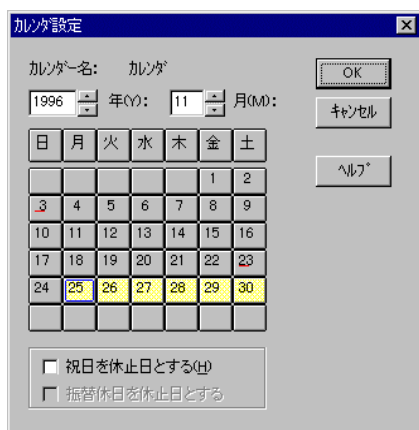 カレンダ設定
カレンダー名: カレンダ
OK
1996 年(Y): 11 月(M):
キャンセル
日 月 火 水 木 金 土
ヘルプ
1 2
3 4 5 6 7 8 9
10 11 12 13 14 15 16
17 18 19 20 21 22 23
24 25 26 27 28 29 30
祝日を休止日とする(H)
振替休日を休止日とする